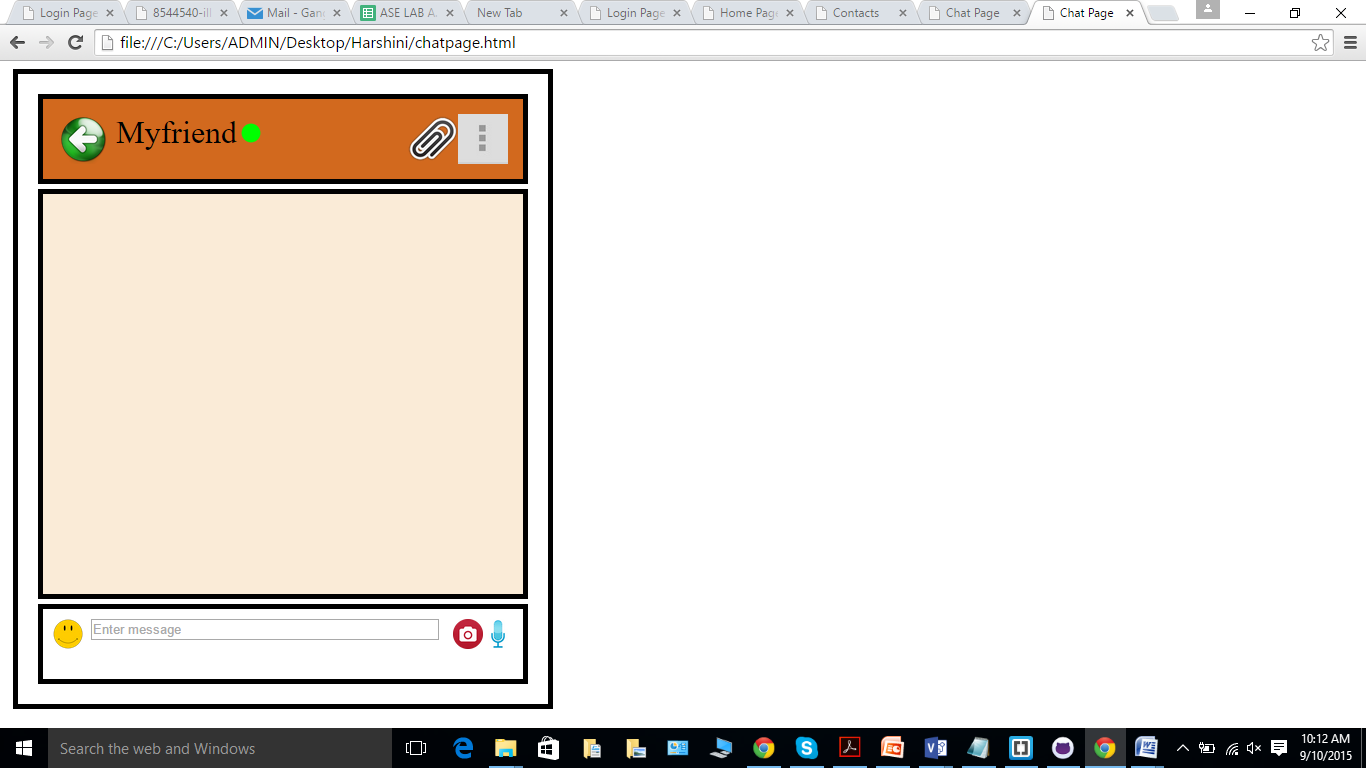 Login Page
8544540-ill
Mail - Gang
ASE LAB A
New Tab
Login Page
Home Page
Contacts
Chat Page
Chat Page
file:///C:/Users/ADMIN/Desktop/Harshini/chatpage.html
Myfriend
Enter message
Search the web and Windows
10:12 AM
9/10/2015